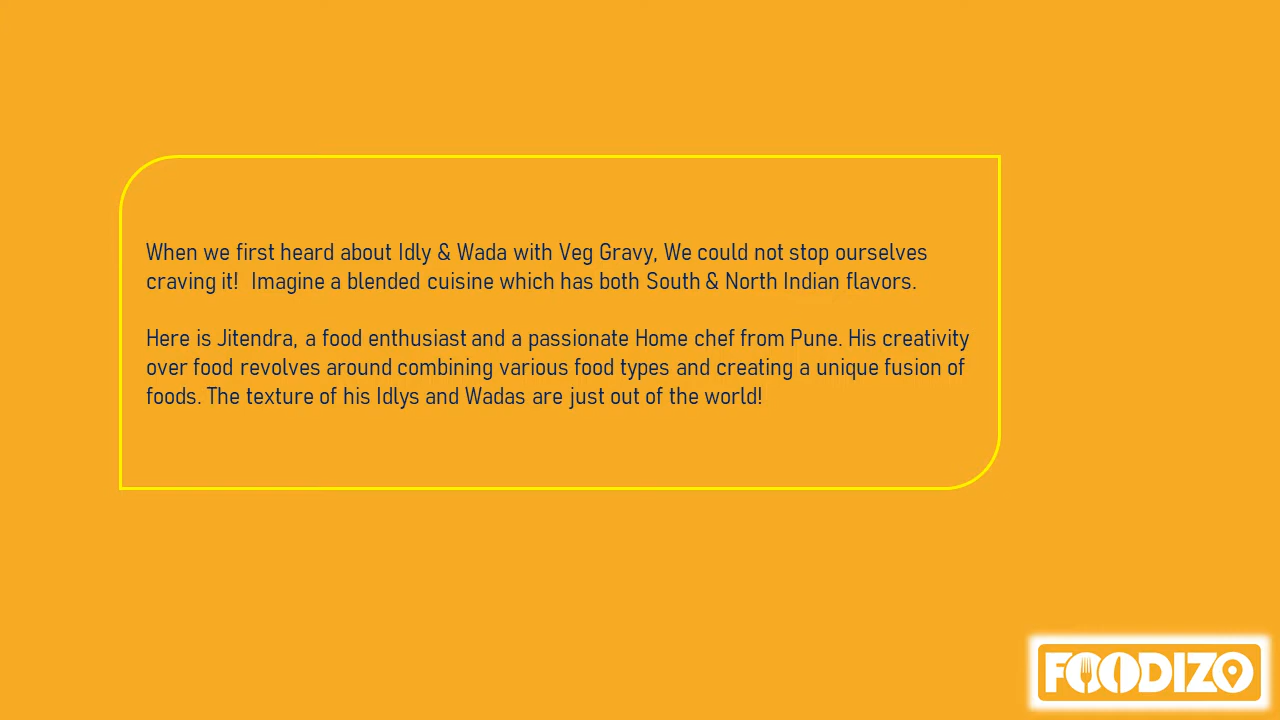 When we first heard about Idly & Wada with Veg Gravy, We could not stop ourselves
craving it!  Imagine a blended cuisine which has both South & North Indian flavors.
Here is Jitendra, a food enthusiast and a passionate Home chef from Pune. His creativity
over food revolves around combining various food types and creating a unique fusion of
foods. The texture of his Idlys and Wadas are just out of the world!
FOODIZO